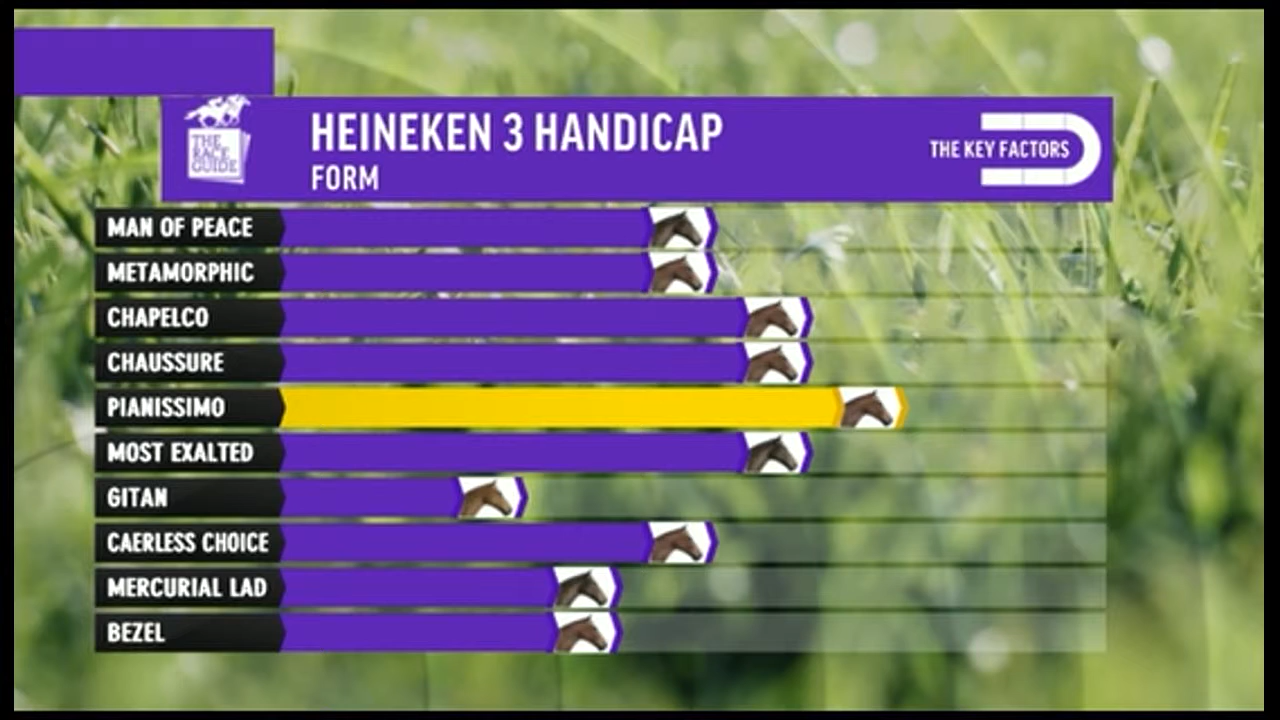 THE
RACE
GUIDE
HEINEKEN 3 HANDICAP
FORM
THE KEY FACTORS
MAN OF PEACE
METAMORPHIC
CHAPELCO
CHAUSSURE
PIANISSIMO
MOST EXALTED
GITAN
CAERLESS CHOICE
MERCURIAL LAD
BEZEL